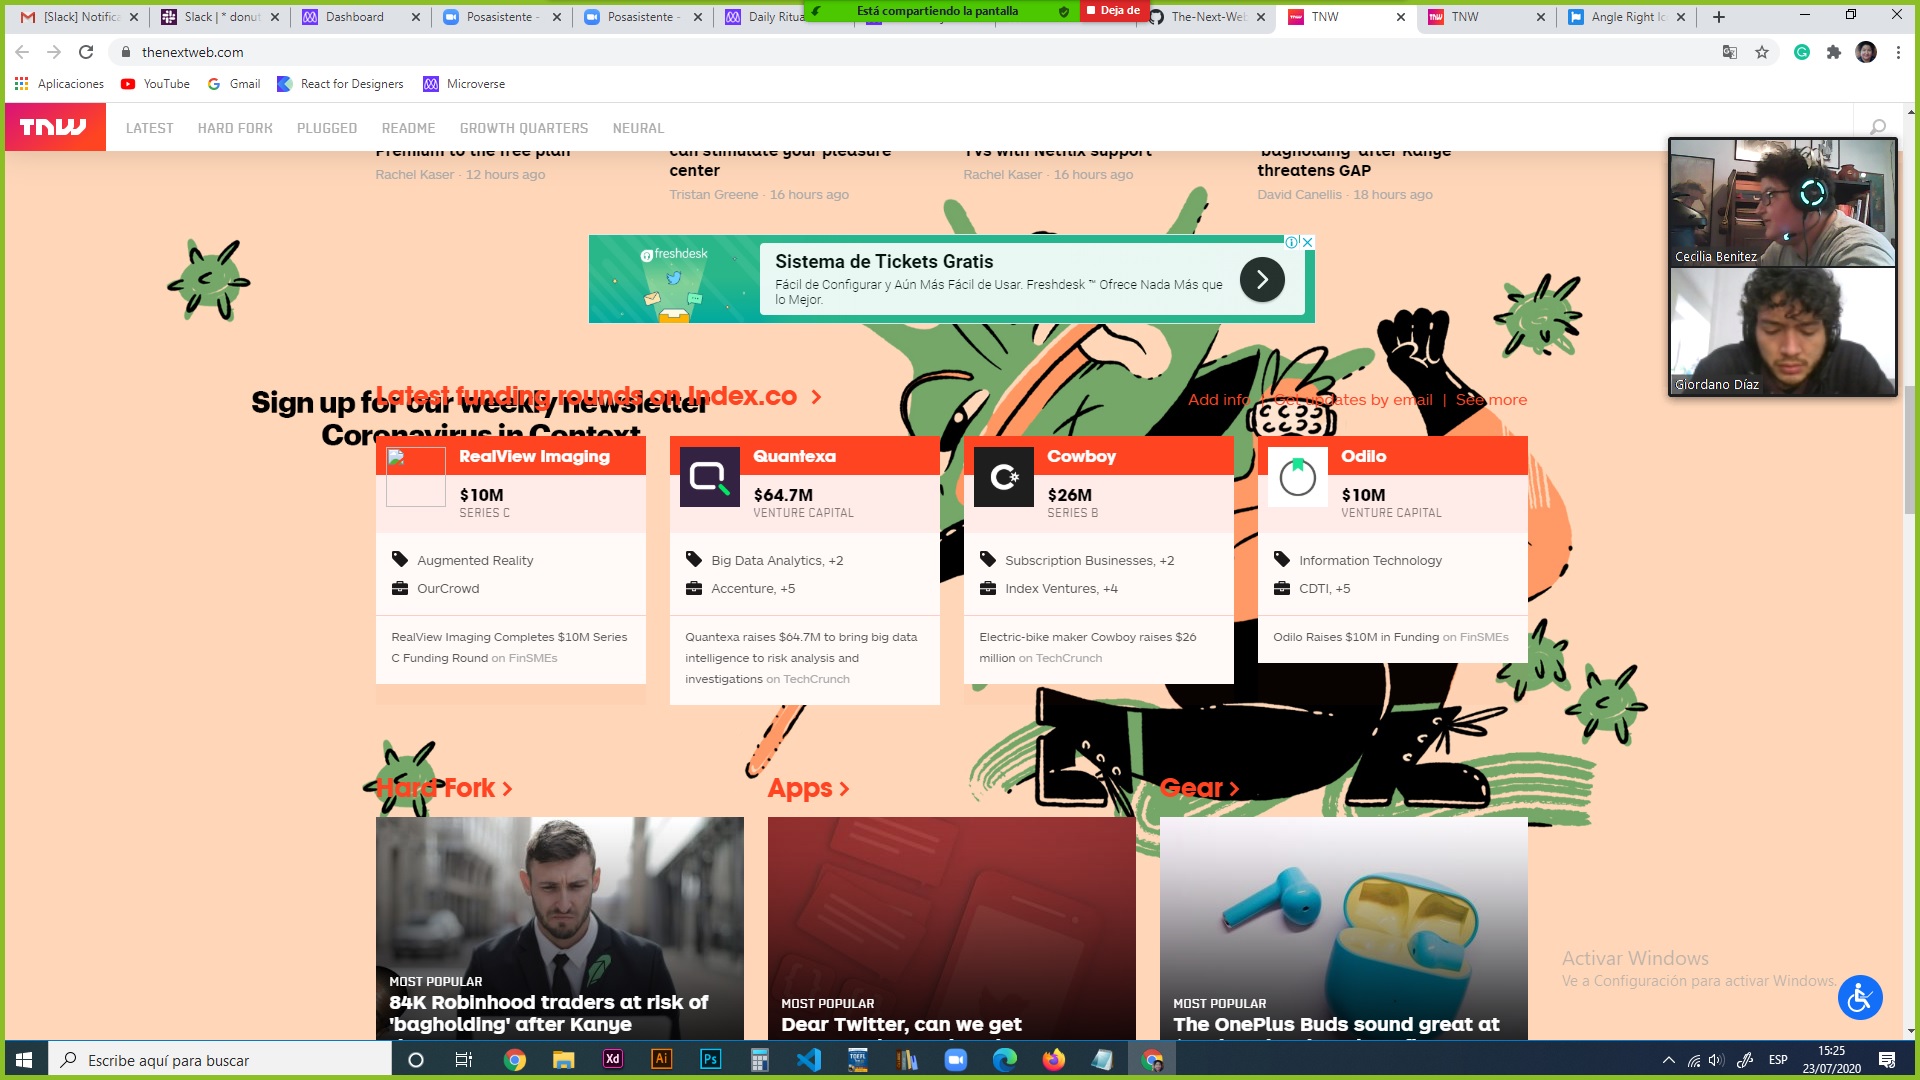 [Slack] Notifica
Slack | * donut
Dashboard
Posasistente -
Posasistente -
Daily Ritua
Está compartiendo la pantalla
Deja de
The-Next-Web
TNW
TNW
Angle Right Ic
thenextweb.com
Aplicaciones
YouTube
Gmail
React for Designers
Microverse
TNW
LATEST
HARD FORK
PLUGGED
README
GROWTH QUARTERS
NEURAL
Premium to the free plan
Rachel Kaser · 12 hours ago
can stimulate your pleasure
center
Tristan Greene · 16 hours ago
TVs with Netflix support
Rachel Kaser · 16 hours ago
'bagholding' after Kanye
threatens GAP
David Canellis · 18 hours ago
Cecilia Benitez
Giordano Díaz
freshdesk
Sistema de Tickets Gratis
Fácil de Configurar y Aún Más Fácil de Usar. Freshdesk ™ Ofrece Nada Más que
lo Mejor.
Latest funding rounds on Index.co
Sign up for our weekly newsletter
Coronavirus in Context
Add info | Get updates by email | See more
RealView Imaging
$10M
SERIES C
Augmented Reality
OurCrowd
RealView Imaging Completes $10M Series
C Funding Round on FinSMEs
Quantexa
$64.7M
VENTURE CAPITAL
Big Data Analytics, +2
Accenture, +5
Quantexa raises $64.7M to bring big data
intelligence to risk analysis and
investigations on TechCrunch
Cowboy
$26M
SERIES B
Subscription Businesses, +2
Index Ventures, +4
Electric-bike maker Cowboy raises $26
million on TechCrunch
Odilo
$10M
VENTURE CAPITAL
Information Technology
CDTI, +5
Odilo Raises $10M in Funding on FinSMEs
Hard Fork
Apps
Gear
MOST POPULAR
84K Robinhood traders at risk of
'bagholding' after Kanye
MOST POPULAR
Dear Twitter, can we get
MOST POPULAR
The OnePlus Buds sound great at
Activar Windows
Ve a Configuración para activar Windows.
Escribe aquí para buscar
Xd
Ai
Ps
TOEFL
ESP
15:25
23/07/2020